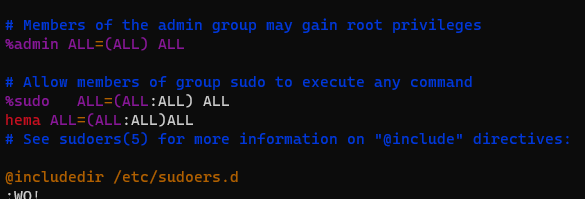 # Members of the admin group may gain root privileges
%admin ALL=(ALL) ALL
# Allow members of group sudo to execute any command
%sudo   ALL=(ALL:ALL) ALL
hema ALL=(ALL:ALL)ALL
# See sudoers(5) for more information on "@include" directives:
@includedir /etc/sudoers.d
:WQ!